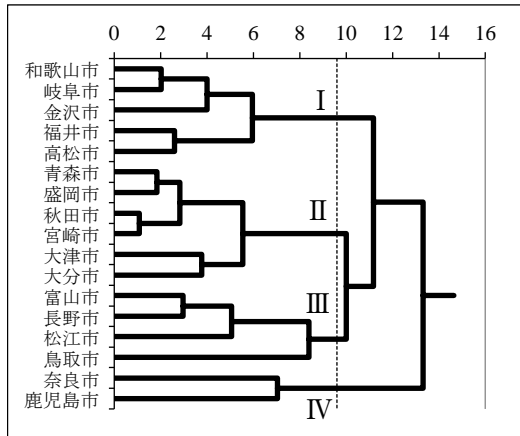 0 2 4 6 8 10 12 14 16
和歌山市
岐阜市
金沢市
福井市
高松市
青森市
盛岡市
秋田市
宮崎市
大津市
大分市
富山市
長野市
松江市
鳥取市
奈良市
鹿児島市
Ⅰ
Ⅱ
Ⅲ
Ⅳ